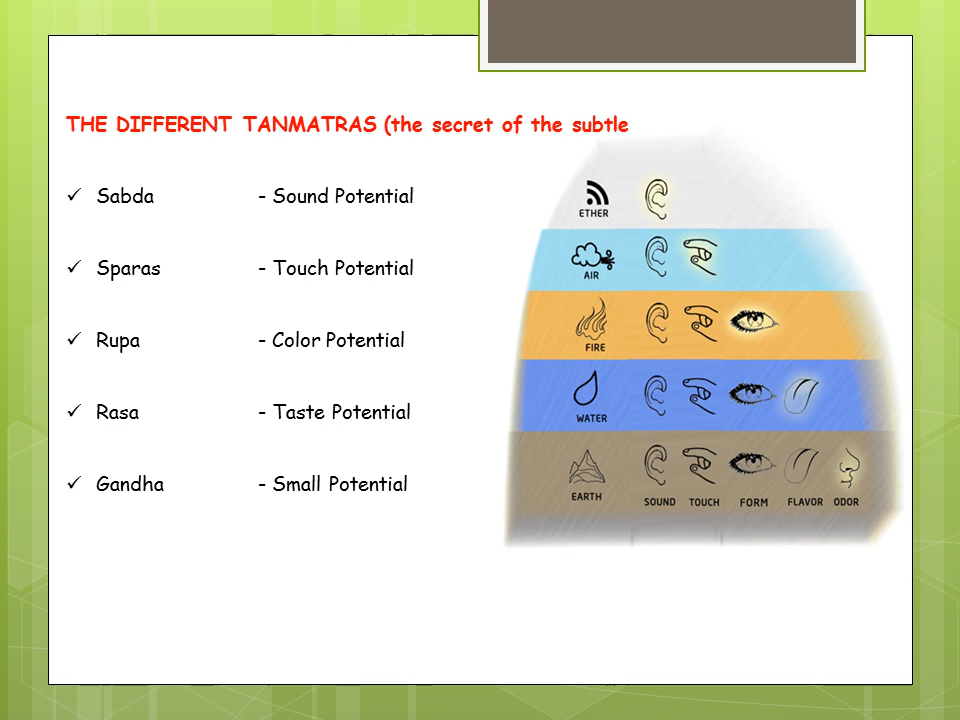 THE DIFFERENT TANMATRAS (the secret of the subtle
✓ Sabda - Sound Potential
✓ Sparas - Touch Potential
✓ Rupa - Color Potential
✓ Rasa - Taste Potential
✓ Gandha - Small Potential
ETHER
AIR
FIRE
WATER
EARTH
SOUND TOUCH FORM FLAVOR ODOR